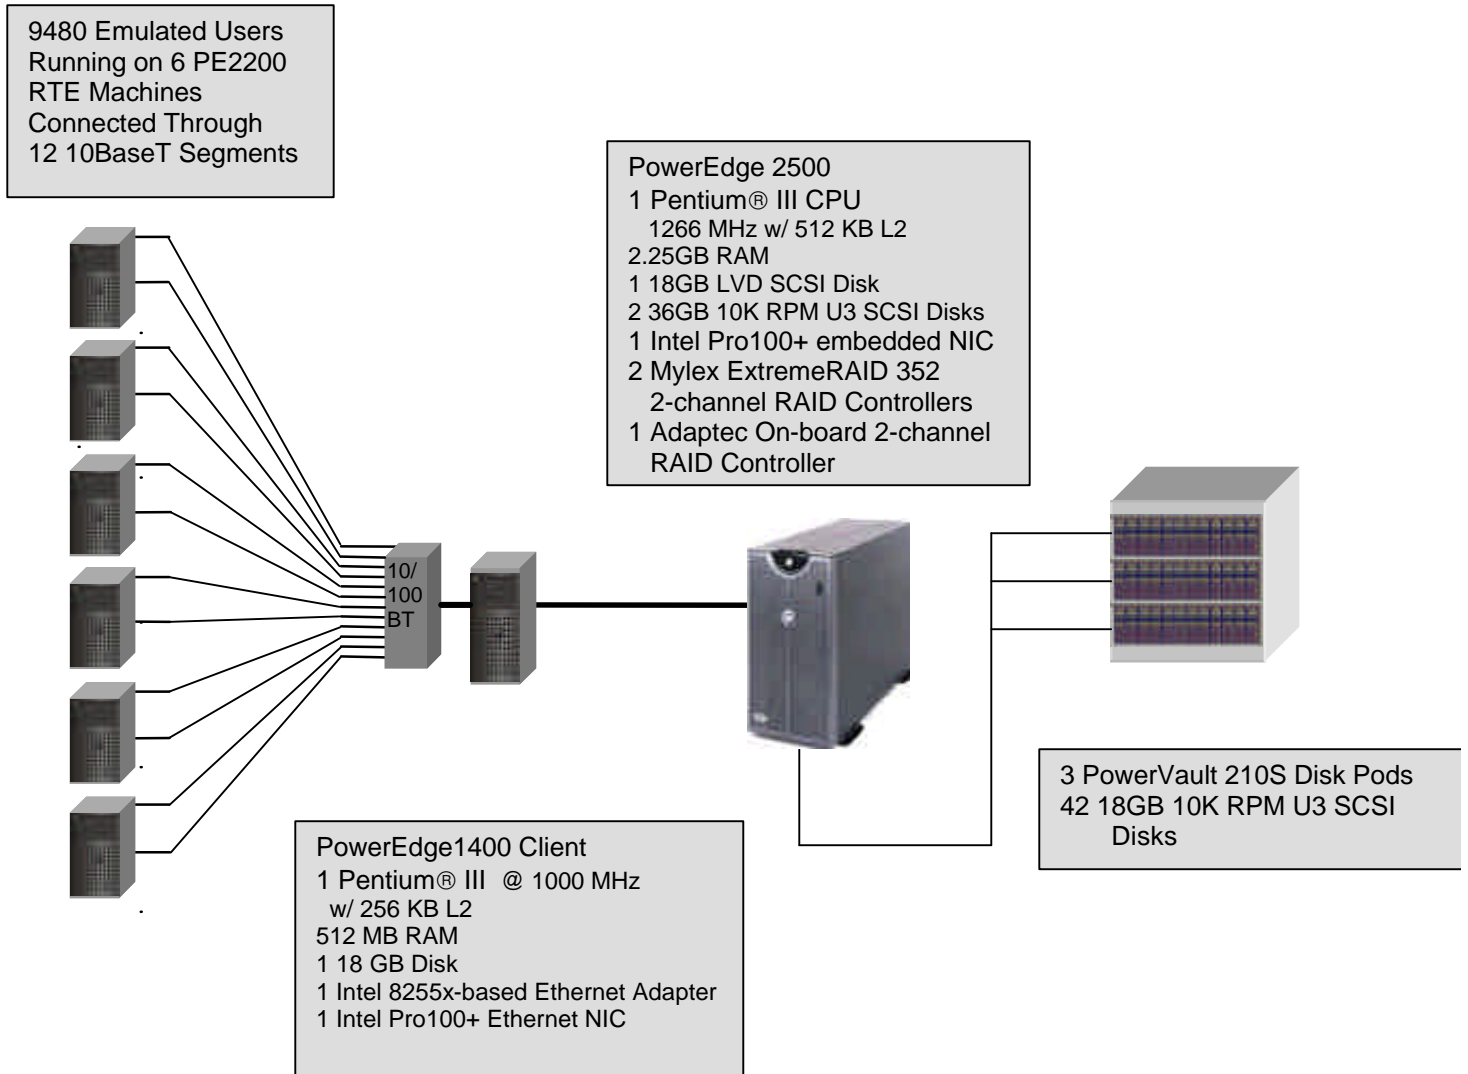 9480 Emulated Users
Running on 6 PE2200
RTE Machines
Connected Through
12 10BaseT Segments
PowerEdge 2500
1 Pentium® III CPU
1266 MHz w/ 512 KB L2
2.25GB RAM
1 18GB LVD SCSI Disk
2 36GB 10K RPM U3 SCSI Disks
1 Intel Pro100+ embedded NIC
2 Mylex ExtremeRAID 352
2-channel RAID Controllers
1 Adaptec On-board 2-channel
RAID Controller
10/
100
BT
3 PowerVault 210S Disk Pods
42 18GB 10K RPM U3 SCSI
Disks
PowerEdge1400 Client
1 Pentium® III @ 1000 MHz
w/ 256 KB L2
512 MB RAM
1 18 GB Disk
1 Intel 8255x-based Ethernet Adapter
1 Intel Pro100+ Ethernet NIC